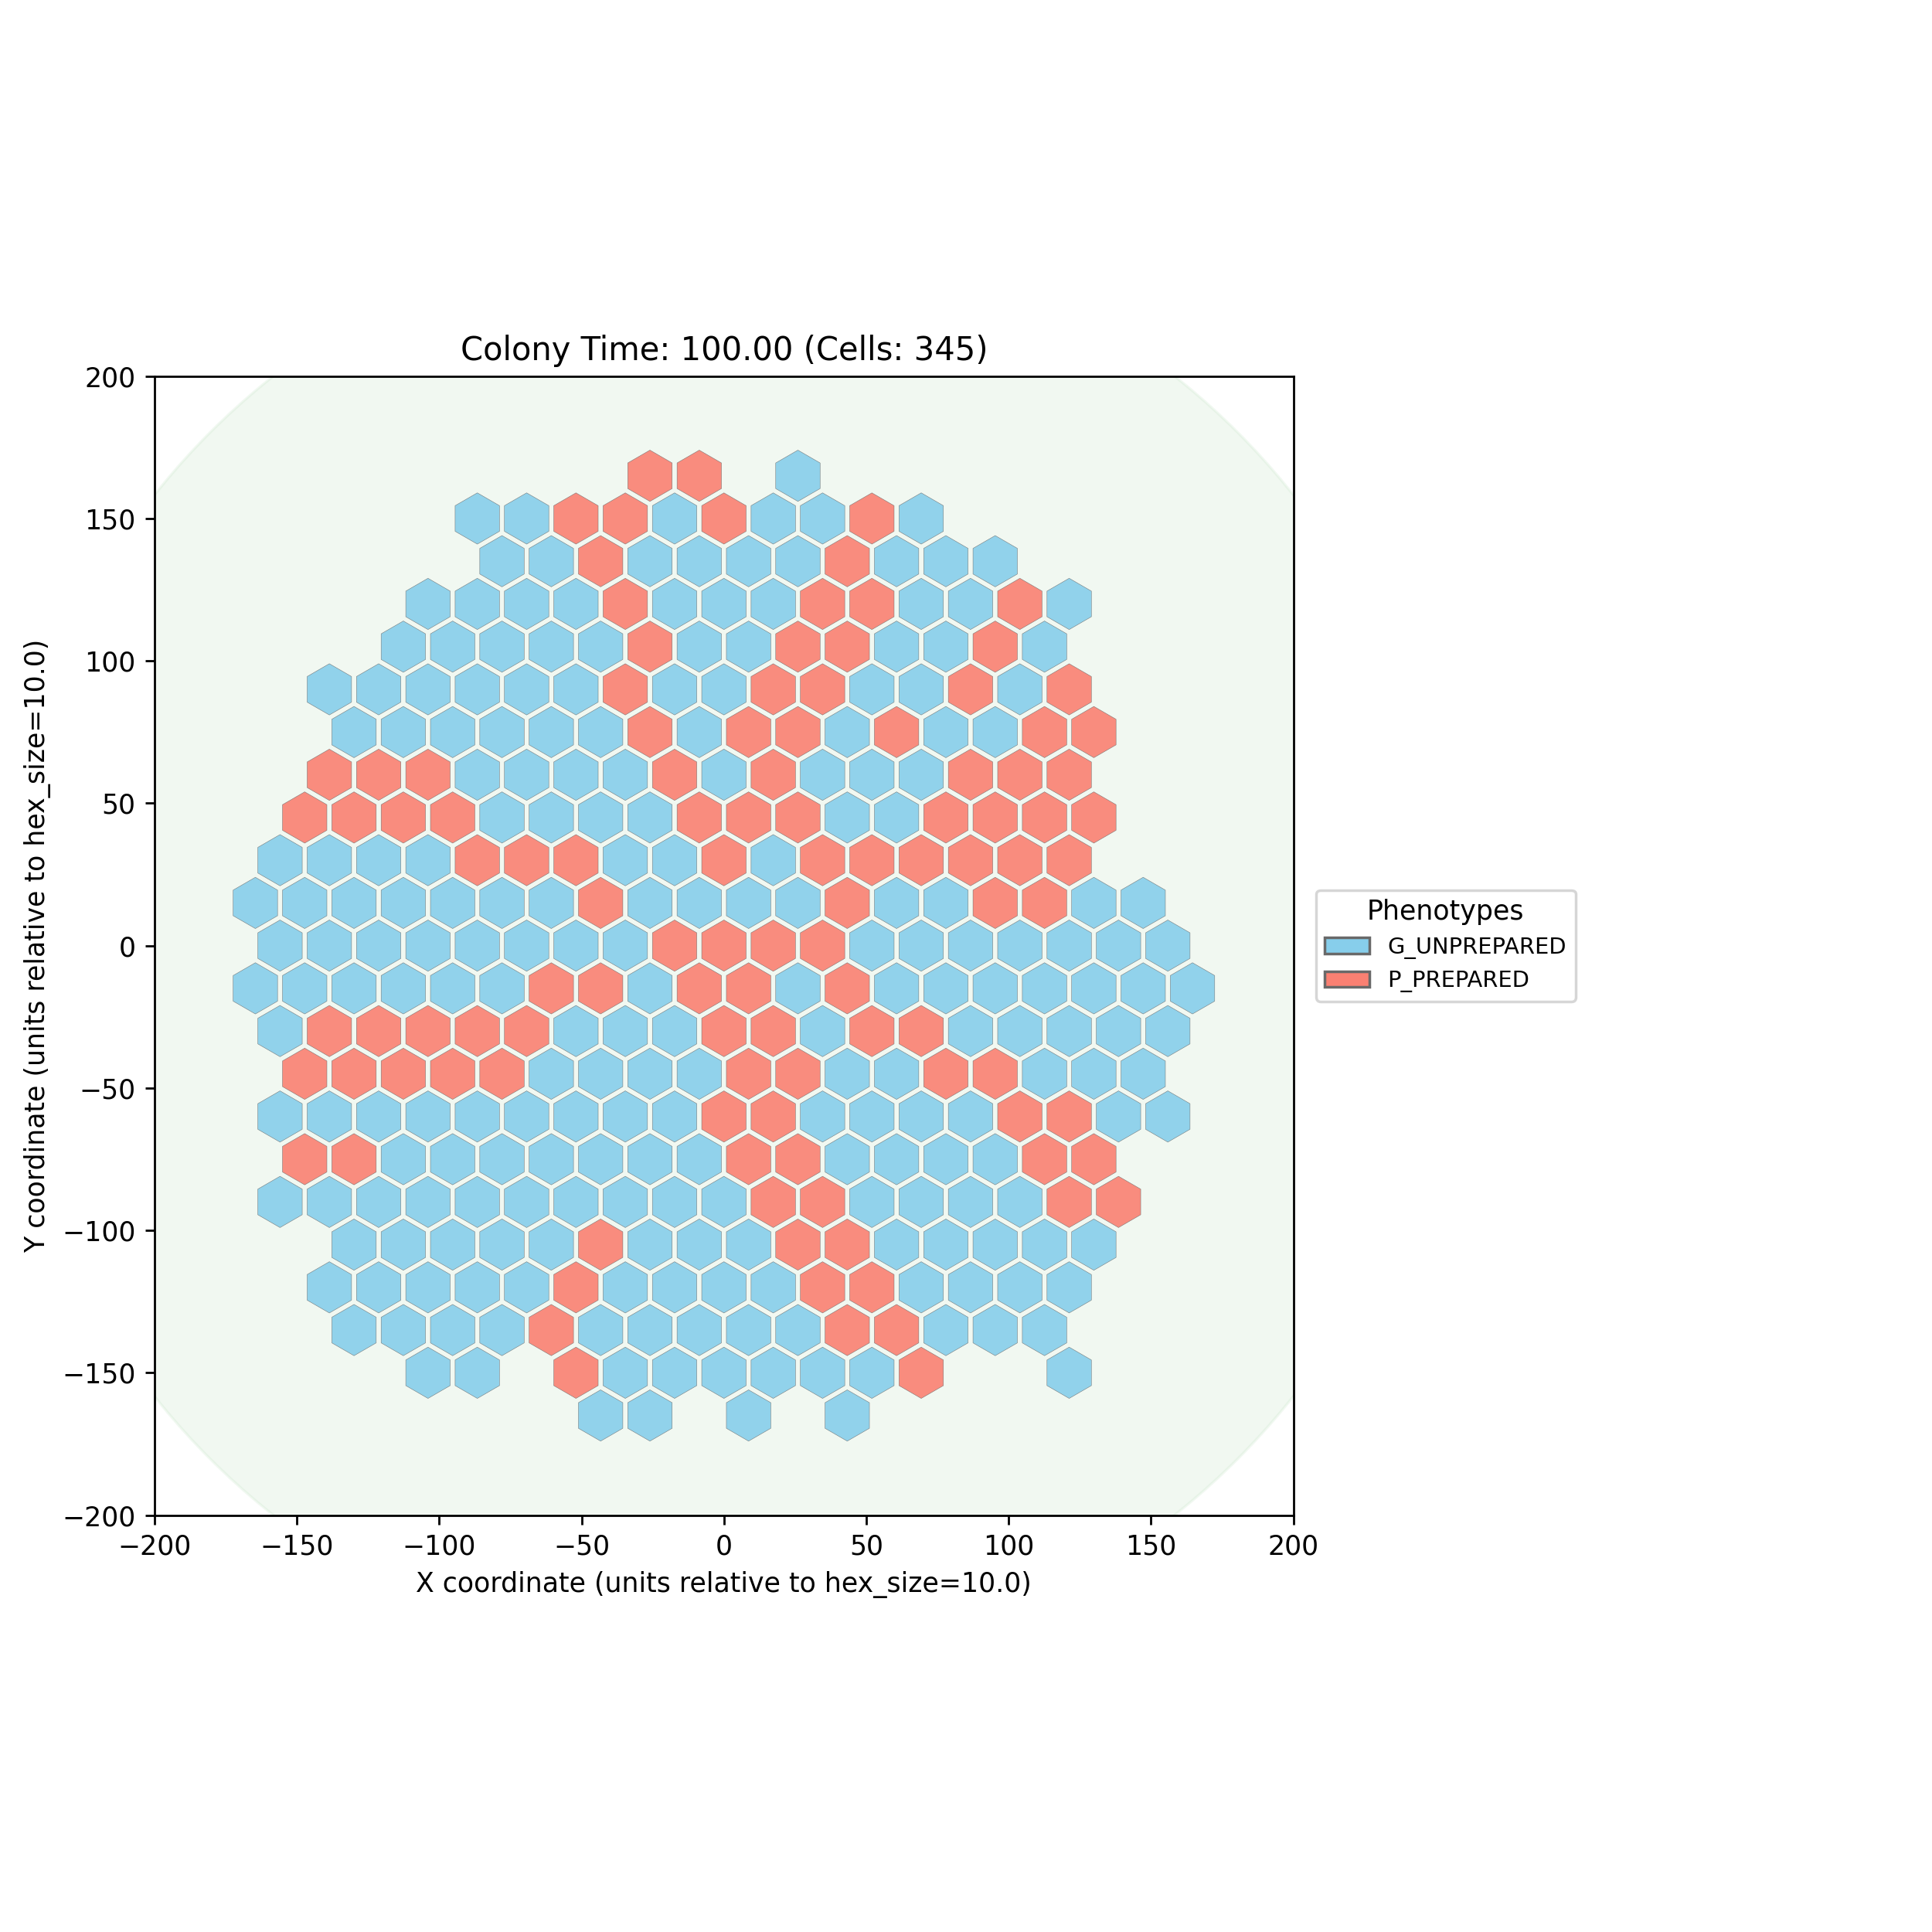 Colony Time: 100.00 (Cells: 345)
200
150
100
50
0
−50
−100
−150
−200
−200 −150 −100 −50 0 50 100 150 200
X coordinate (units relative to hex_size=10.0)
Y coordinate (units relative to hex_size=10.0)
Phenotypes
G_UNPREPARED
P_PREPARED